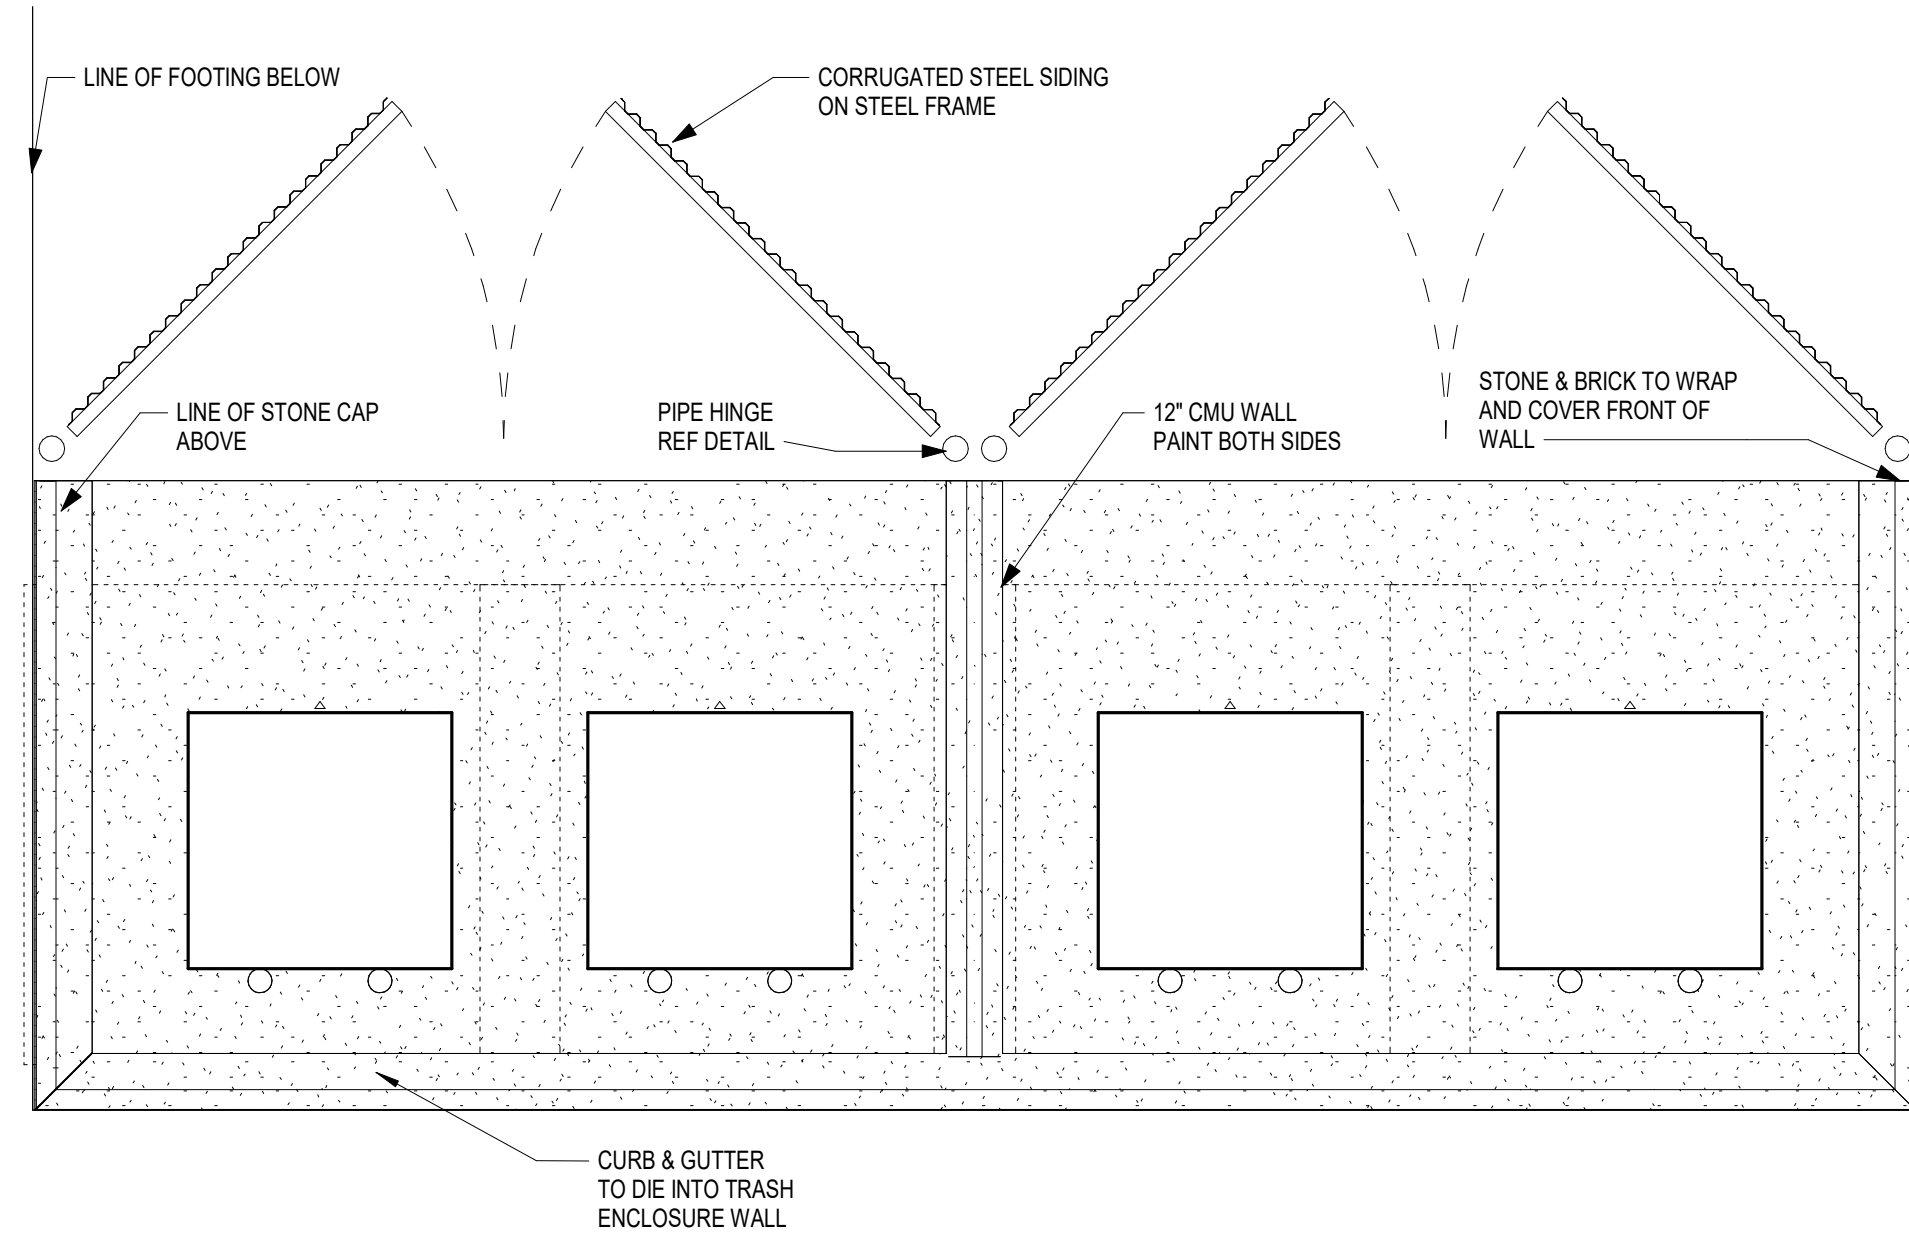 LINE OF FOOTING BELOW
CORRUGATED STEEL SIDING
ON STEEL FRAME
LINE OF STONE CAP
ABOVE
PIPE HINGE
REF DETAIL
12" CMU WALL
PAINT BOTH SIDES
STONE & BRICK TO WRAP
AND COVER FRONT OF
WALL
CURB & GUTTER
TO DIE INTO TRASH
ENCLOSURE WALL